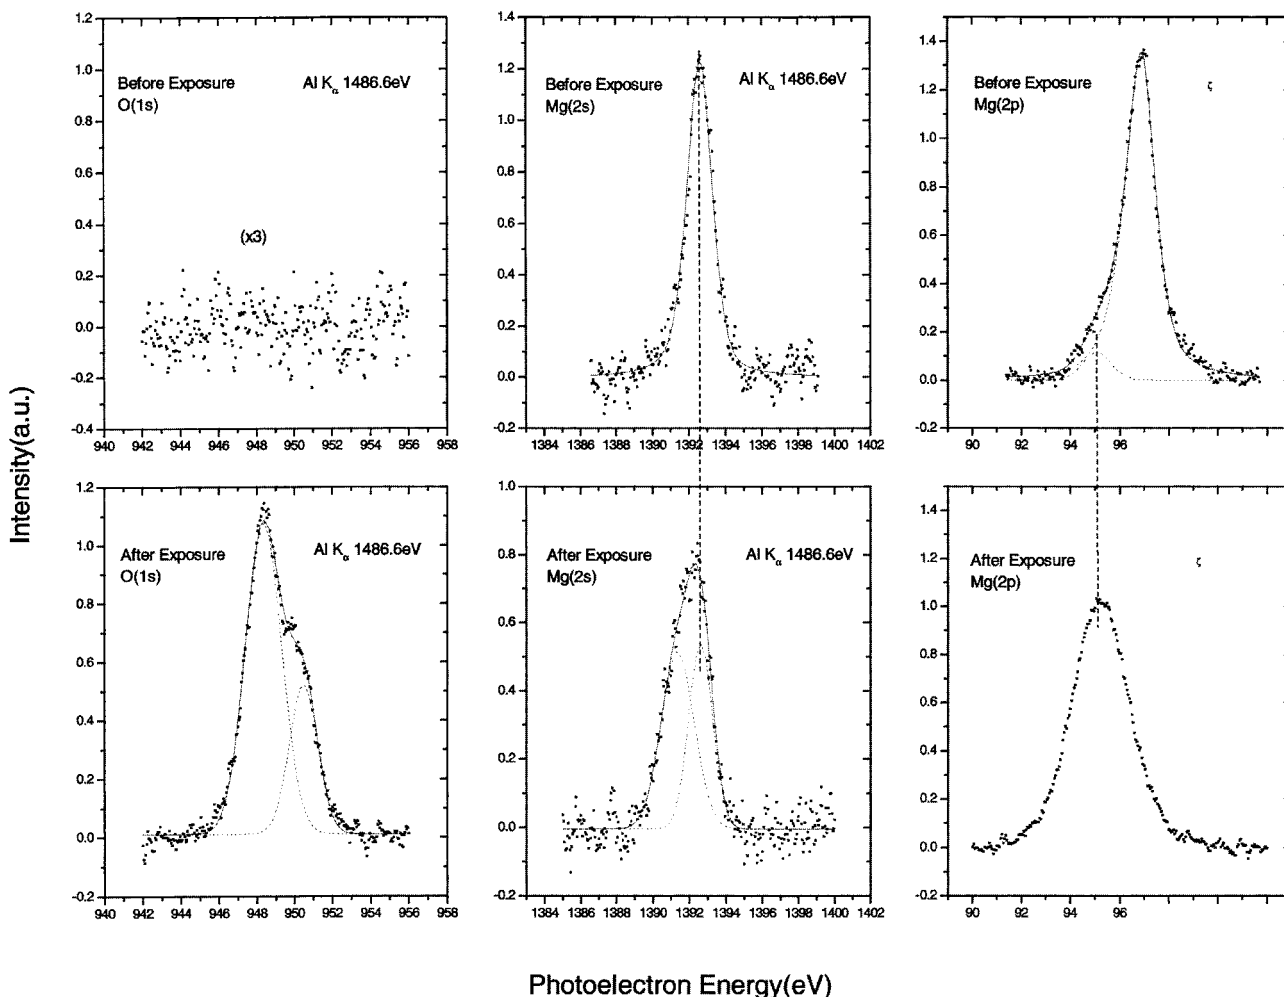 Intensity(a.u.)
1.2
1.0
0.8
0.6
0.4
0.2
0.0
-0.2
-0.4
Before Exposure
O(1s)
Al Kα 1486.6eV
(x3)
940 942 944 946 948 950 952 954 956 958
1.4
1.2
1.0
0.8
0.6
0.4
0.2
0.0
-0.2
Before Exposure
Mg(2s)
Al Kα 1486.6eV
1384 1386 1388 1390 1392 1394 1396 1398 1400 1402
1.4
1.2
1.0
0.8
0.6
0.4
0.2
0.0
-0.2
Before Exposure
Mg(2p)
90 92 94 96
1.2
1.0
0.8
0.6
0.4
0.2
0.0
-0.2
After Exposure
O(1s)
Al Kα 1486.6eV
940 942 944 946 948 950 952 954 956 958
1.0
0.8
0.6
0.4
0.2
0.0
-0.2
After Exposure
Mg(2s)
Al Kα 1486.6eV
1384 1386 1388 1390 1392 1394 1396 1398 1400 1402
1.4
1.2
1.0
0.8
0.6
0.4
0.2
0.0
-0.2
After Exposure
Mg(2p)
90 92 94 96
Photoelectron Energy(eV)